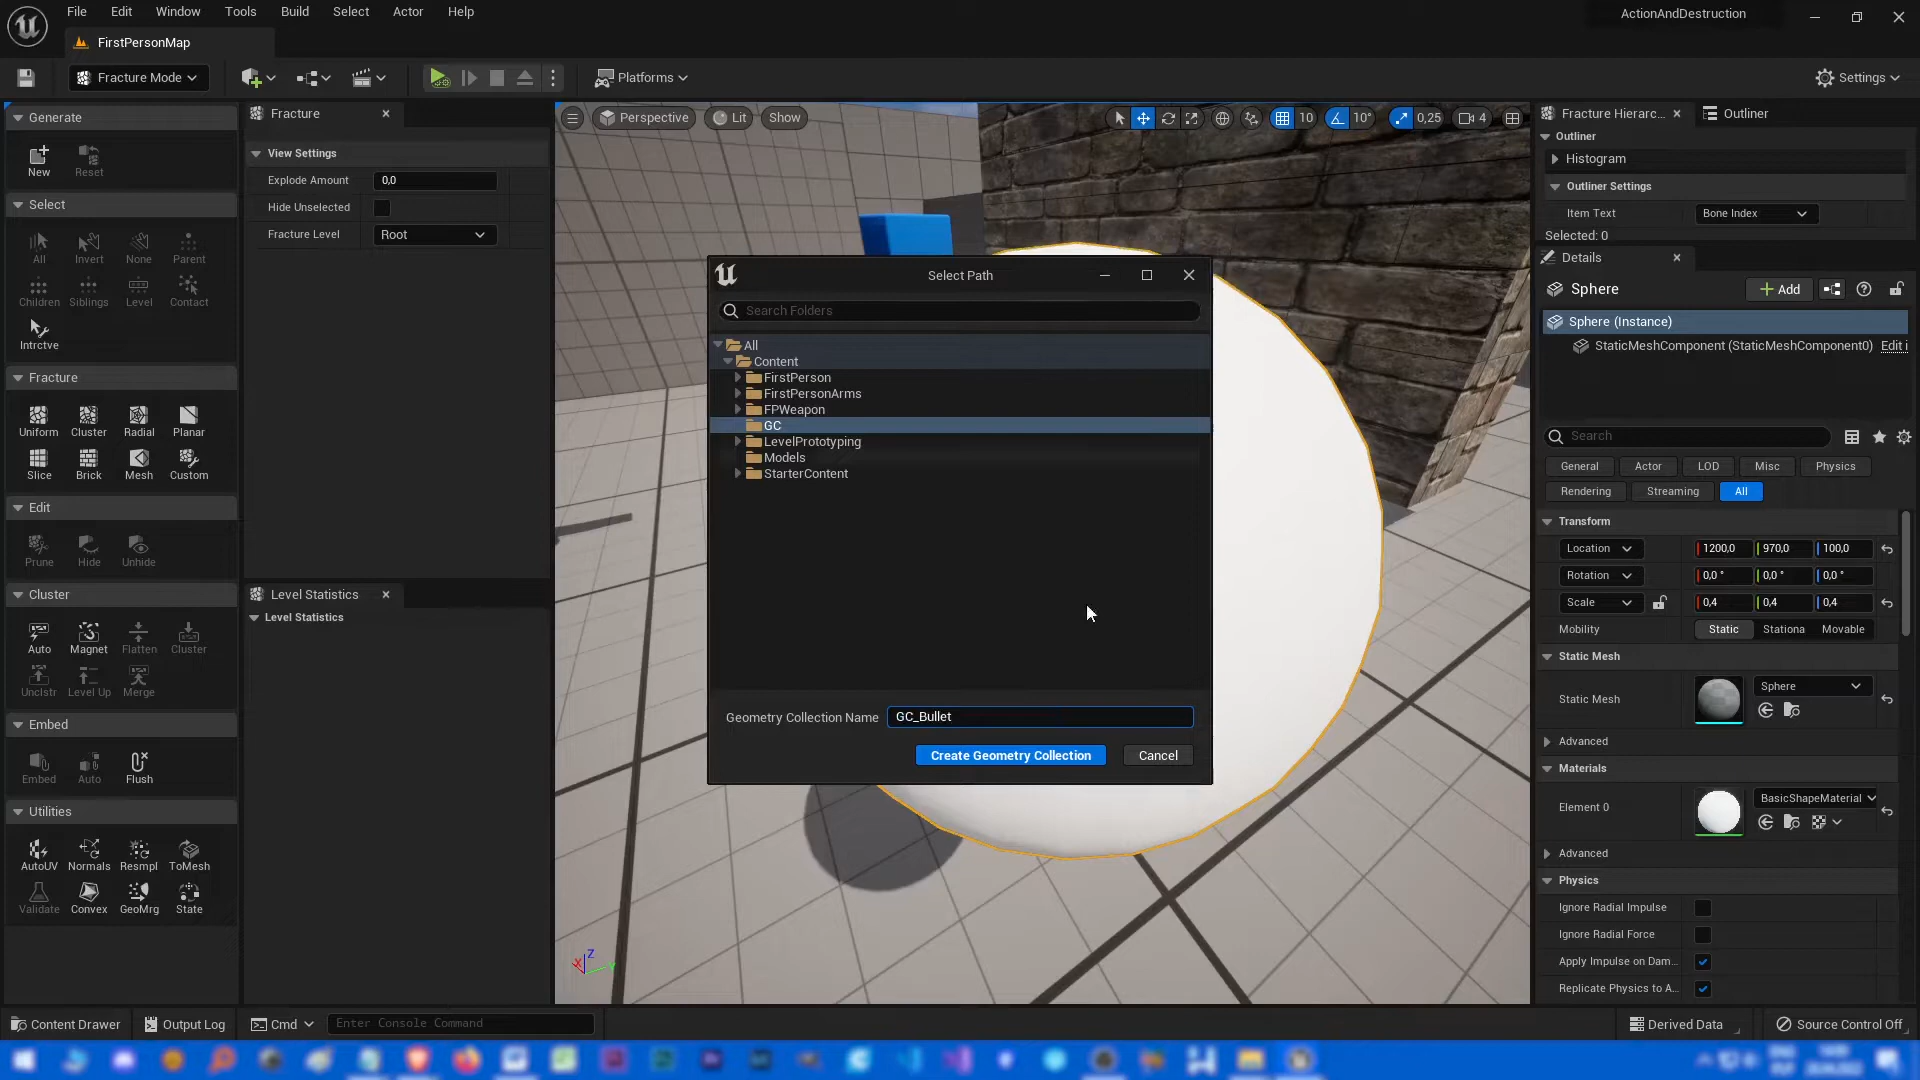 File Edit Window Tools Build Select Actor Help
ActionAndDestruction
FirstPersonMap
Fracture Mode
Platforms
Settings
Generate
New Reset
Select
All Invert None Parent
Children Siblings Level Contact
Intrctve
Fracture
Uniform Cluster Radial Planar
Slice Brick Mesh Custom
Edit
Prune Hide Unhide
Cluster
Auto Magnet Flatten Cluster
Unclstr Level Up Merge
Embed
Embed Auto Flush
Utilities
AutoUV Normals Resmpl ToMesh
Validate Convex GeoMrg State
Fracture
View Settings
Explode Amount 0,0
Hide Unselected
Fracture Level Root
Level Statistics
Level Statistics
Perspective Lit Show
10 10° 0,25 4
Select Path
Search Folders
All
Content
FirstPerson
FirstPersonArms
FPWeapon
GC
LevelPrototyping
Models
StarterContent
Geometry Collection Name GC_Bullet
Create Geometry Collection Cancel
Z
X
Y
Fracture Hierarc... Outliner
Outliner
Histogram
Outliner Settings
Item Text Bone Index
Selected: 0
Details
Sphere Add
Sphere (Instance)
StaticMeshComponent (StaticMeshComponent0) Edit i
Search
General Actor LOD Misc Physics
Rendering Streaming All
Transform
Location 1200,0 970,0 100,0
Rotation 0,0 ° 0,0 ° 0,0 °
Scale 0,4 0,4 0,4
Mobility Static Stationa Movable
Static Mesh
Static Mesh Sphere
Advanced
Materials
Element 0 BasicShapeMaterial
Advanced
Physics
Ignore Radial Impulse
Ignore Radial Force
Apply Impulse on Dam...
Replicate Physics to A...
Content Drawer Output Log Cmd Enter Console Command
Derived Data Source Control Off